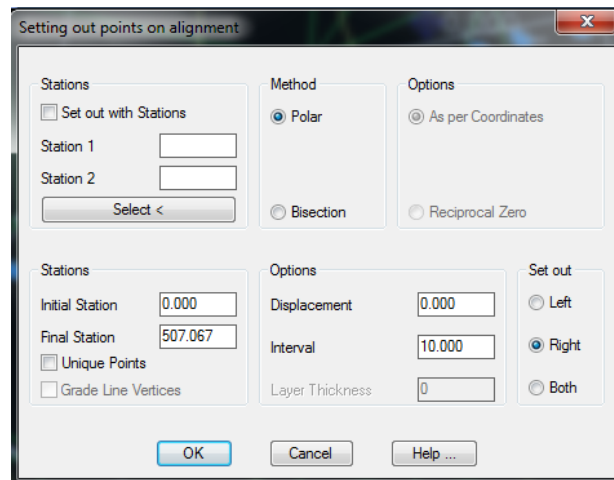 Setting out points on alignment
Stations
Set out with Stations
Station 1
Station 2
Select <
Method
Polar
Bisection
Options
As per Coordinates
Reciprocal Zero
Stations
Initial Station 0.000
Final Station 507.067
Unique Points
Grade Line Vertices
Options
Displacement 0.000
Interval 10.000
Layer Thickness 0
Set out
Left
Right
Both
OK Cancel Help ...